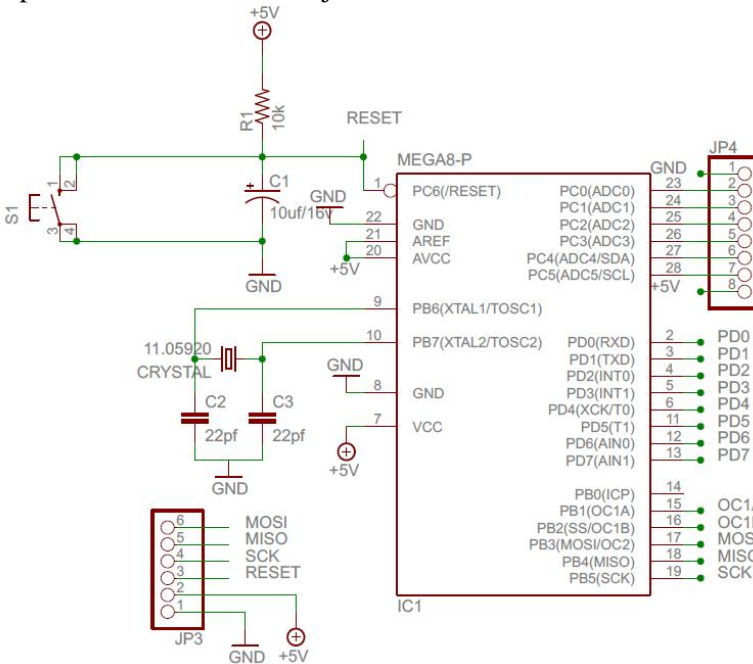 +5V
R1
10k
RESET
S1
1
2
3
4
+
C1
10uf/16v
GND
GND
+5V
MEGA8-P
1 PC6(/RESET)
22 GND
21 AREF
20 AVCC
9 PB6(XTAL1/TOSC1)
10 PB7(XTAL2/TOSC2)
8 GND
7 VCC
GND
PC0(ADC0) 23
PC1(ADC1) 24
PC2(ADC2) 25
PC3(ADC3) 26
PC4(ADC4/SDA) 27
PC5(ADC5/SCL) 28
+5V
JP4
1
2
3
4
5
6
7
8
PD0(RXD) 2 PD0
PD1(TXD) 3 PD1
PD2(INT0) 4 PD2
PD3(INT1) 5 PD3
PD4(XCK/T0) 6 PD4
PD5(T1) 11 PD5
PD6(AIN0) 12 PD6
PD7(AIN1) 13 PD7
PB0(ICP) 14
PB1(OC1A) 15
PB2(SS/OC1B) 16
PB3(MOSI/OC2) 17
PB4(MISO) 18
PB5(SCK) 19 SCK
IC1
11.05920
CRYSTAL
C2
22pf
C3
22pf
GND
GND
+5V
6 MOSI
5 MISO
4 SCK
3 RESET
2
1
JP3
GND
+5V